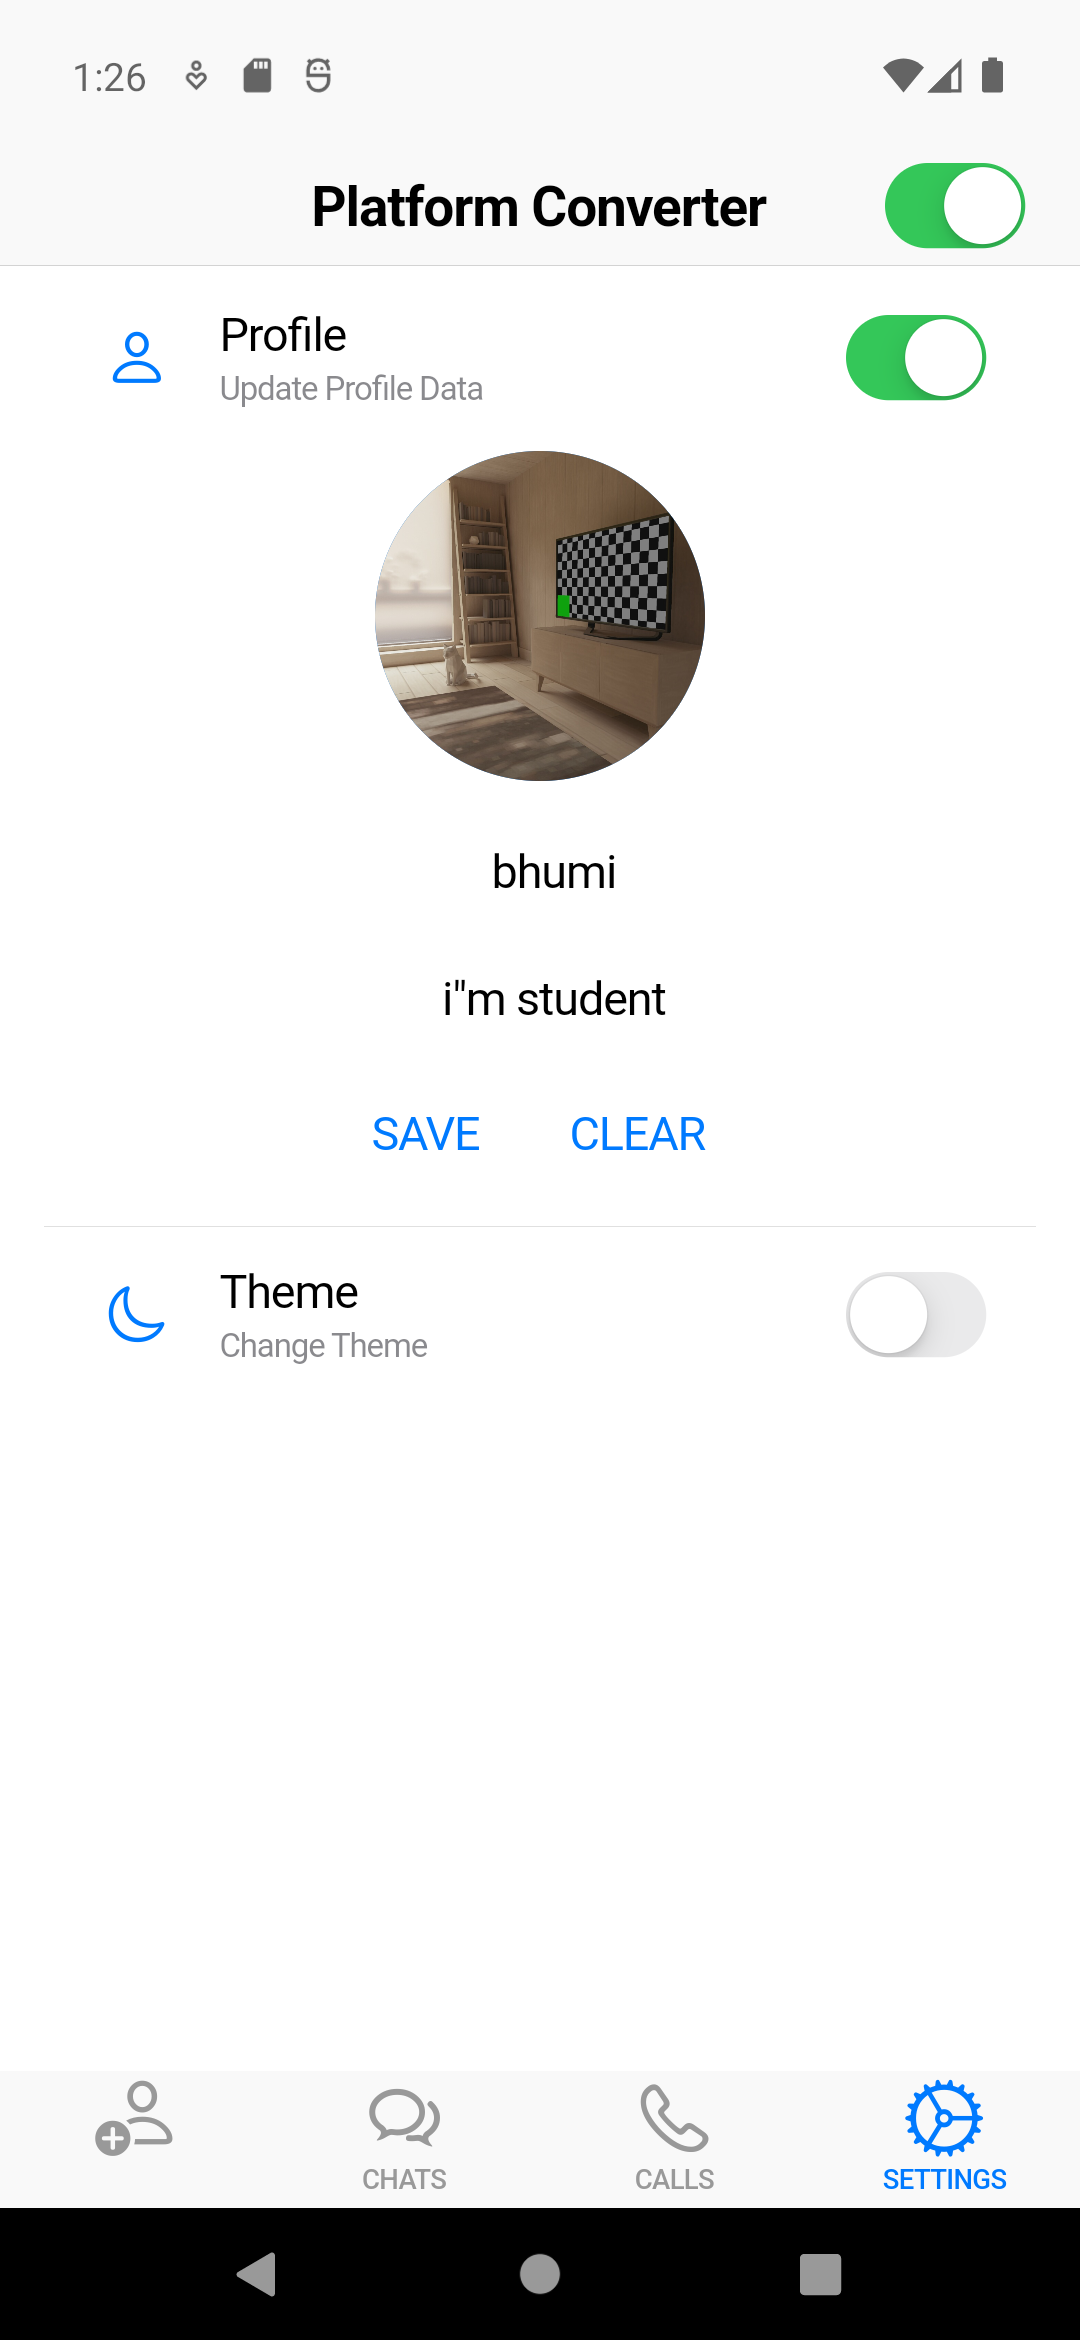 1:26
Platform Converter
Profile
Update Profile Data
bhumi
i"m student
SAVE CLEAR
Theme
Change Theme
CHATS CALLS SETTINGS